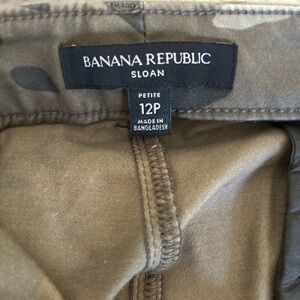 BANANA REPUBLIC
SLOAN
PETITE
12P
MADE IN
BANGLADESH